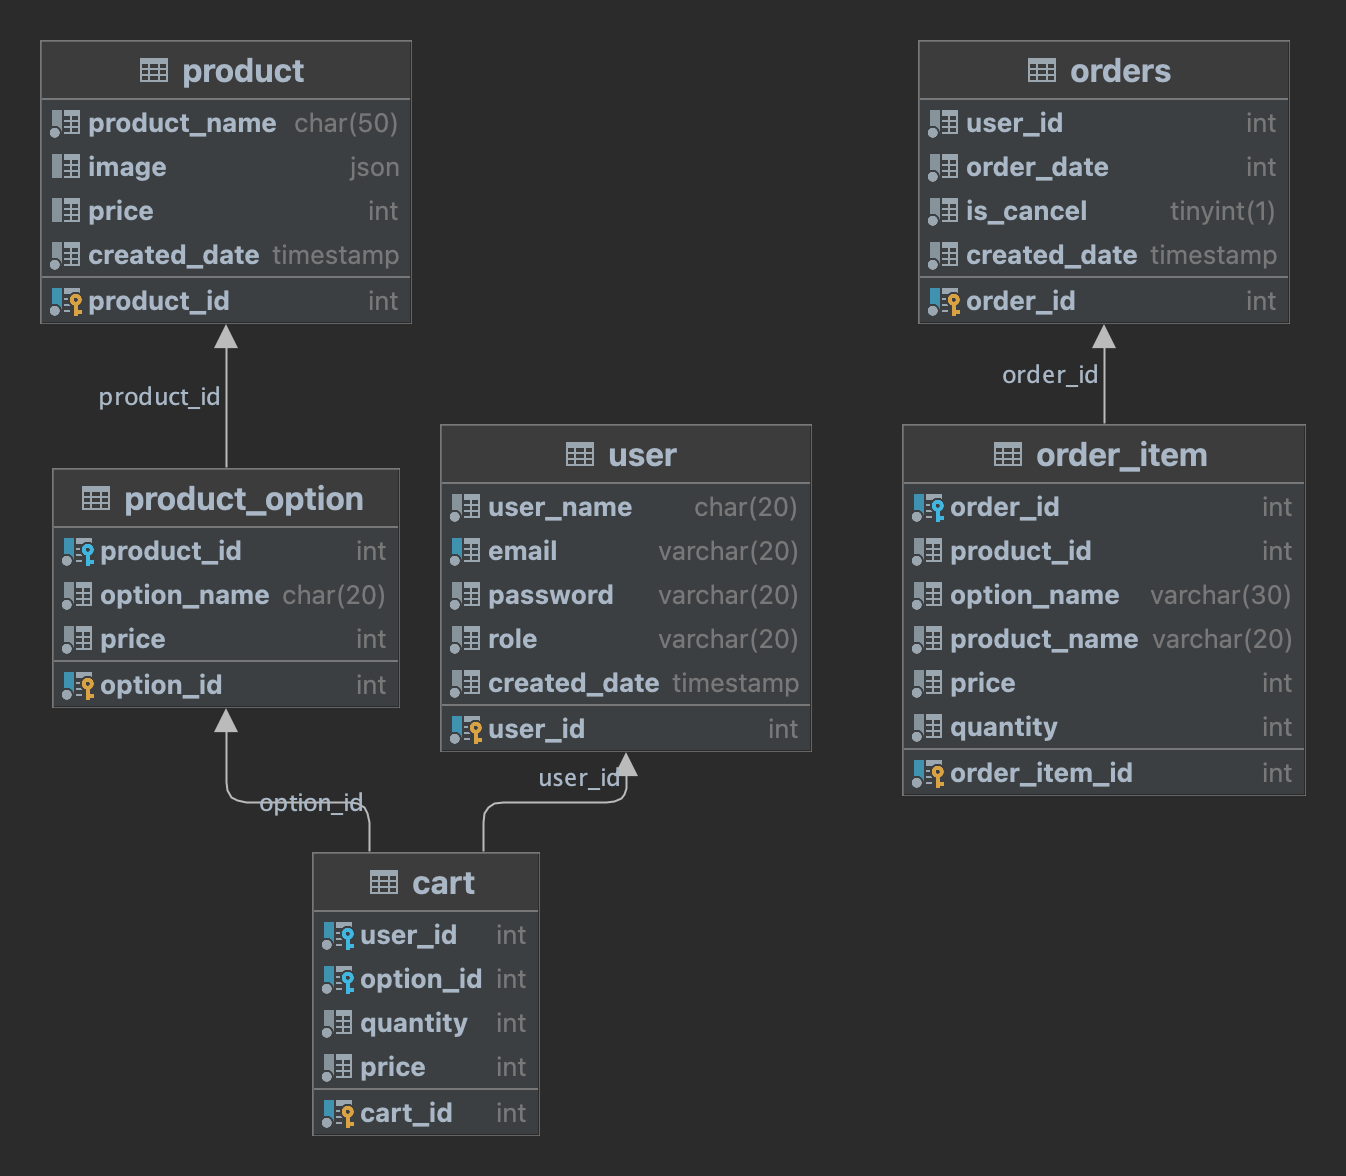 product
product_name char(50)
image json
price int
created_date timestamp
product_id int
product_id
product_option
product_id int
option_name char(20)
price int
option_id int
option_id
user
user_name char(20)
email varchar(20)
password varchar(20)
role varchar(20)
created_date timestamp
user_id int
user_id
cart
user_id int
option_id int
quantity int
price int
cart_id int
orders
user_id int
order_date int
is_cancel tinyint(1)
created_date timestamp
order_id int
order_id
order_item
order_id int
product_id int
option_name varchar(30)
product_name varchar(20)
price int
quantity int
order_item_id int